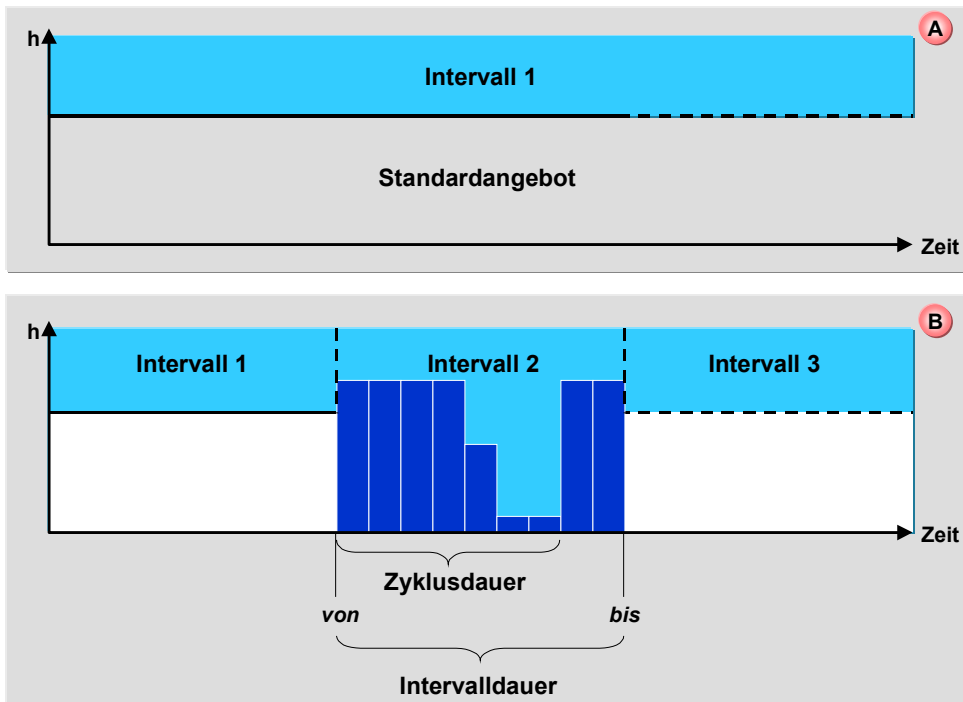 A
h
Intervall 1
Standardangebot
Zeit
B
h
Intervall 1
Intervall 2
Intervall 3
Zeit
Zyklusdauer
von
bis
Intervalldauer